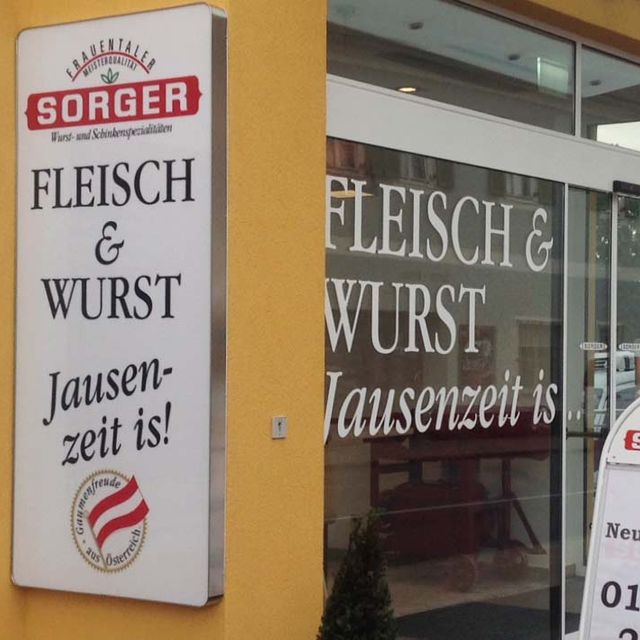 FRAUENTALER
MEISTERQUALITÄT
SORGER
Wurst- und Schinkenspezialitäten
FLEISCH
&
WURST
Jausen-
zeit is!
Gaumenfreude
aus Österreich
FLEISCH &
WURST
Jausenzeit is ..
SORGER
SORGER
S
Neu
01